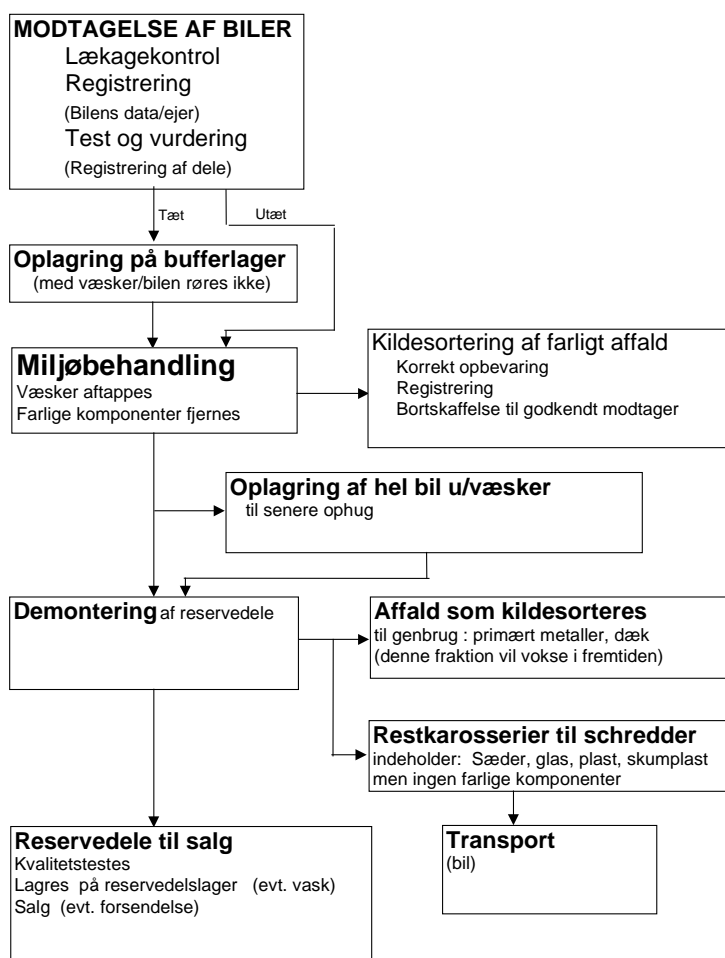 MODTAGELSE AF BILER
Lækagekontrol
Registrering
(Bilens data/ejer)
Test og vurdering
(Registrering af dele)
Tæt
Utæt
Oplagring på bufferlager
(med væsker/bilen røres ikke)
Miljøbehandling
Væsker aftappes
Farlige komponenter fjernes
Kildesortering af farligt affald
Korrekt opbevaring
Registrering
Bortskaffelse til godkendt modtager
Oplagring af hel bil u/væsker
til senere ophug
Demontering af reservedele
Affald som kildesorteres
til genbrug : primært metaller, dæk
(denne fraktion vil vokse i fremtiden)
Restkarosserier til schredder
indeholder: Sæder, glas, plast, skumplast
men ingen farlige komponenter
Reservedele til salg
Kvalitetstestes
Lagres på reservedelslager (evt. vask)
Salg (evt. forsendelse)
Transport
(bil)